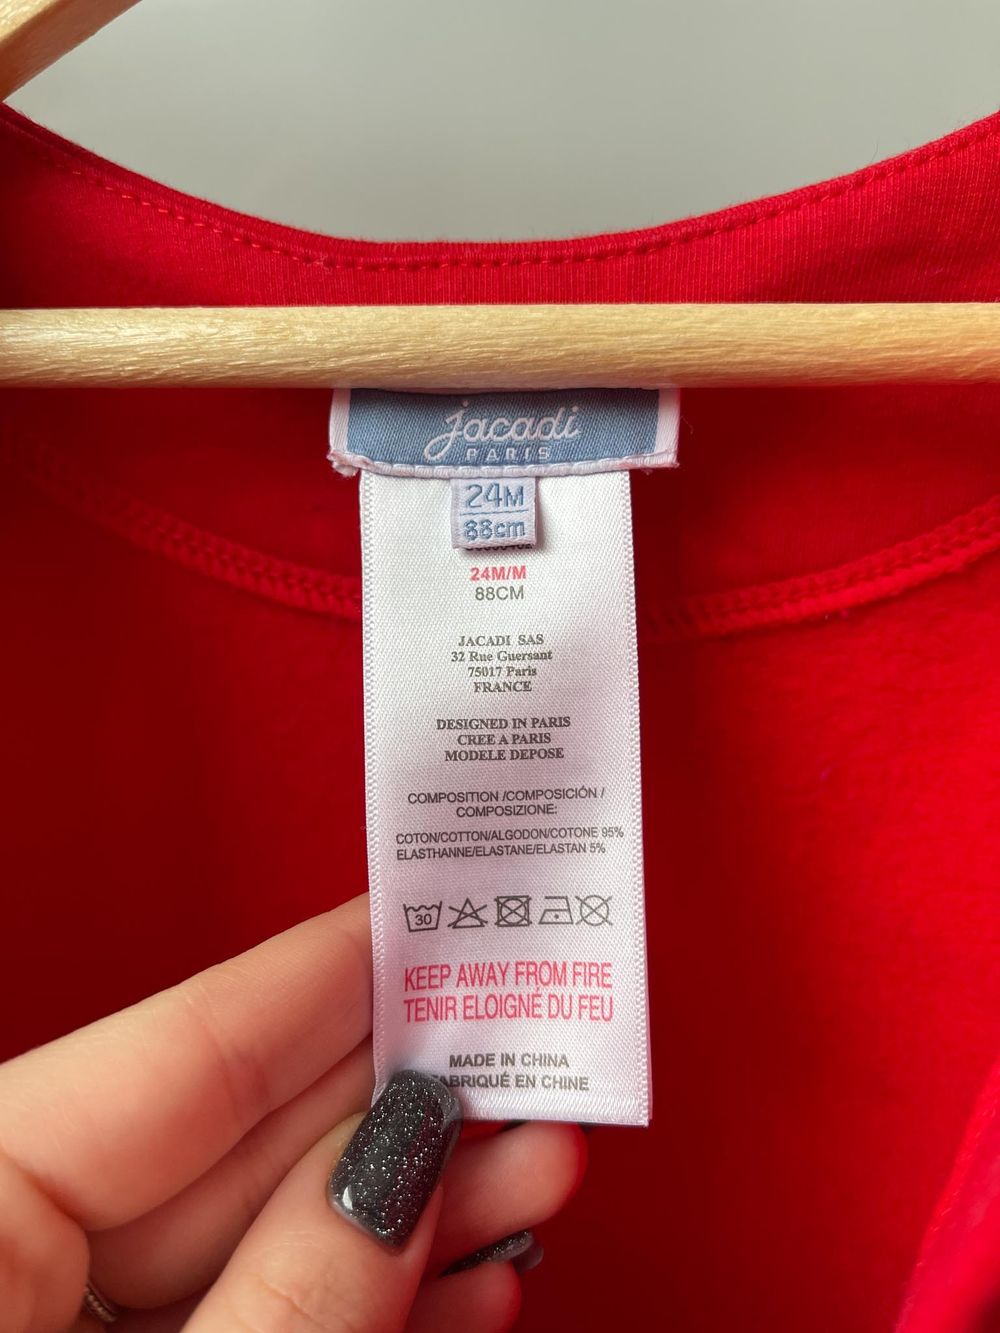 jacadi
PARIS
24M
88cm
24M/M
88CM
JACADI SAS
32 Rue Guersant
75017 Paris
FRANCE
DESIGNED IN PARIS
CREE A PARIS
MODELE DEPOSE
COMPOSITION /COMPOSICIÓN /
COMPOSIZIONE:
COTON/COTTON/ALGODON/COTONE 95%
ELASTHANNE/ELASTANE/ELASTAN 5%
30
KEEP AWAY FROM FIRE
TENIR ELOIGNÉ DU FEU
MADE IN CHINA
FABRIQUÉ EN CHINE